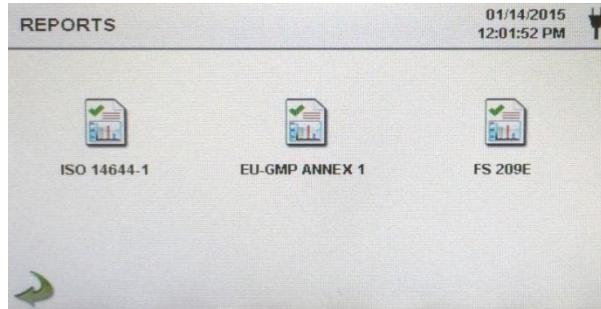 REPORTS
01/14/2015
12:01:52 PM
ISO 14644-1
EU-GMP ANNEX 1
FS 209E